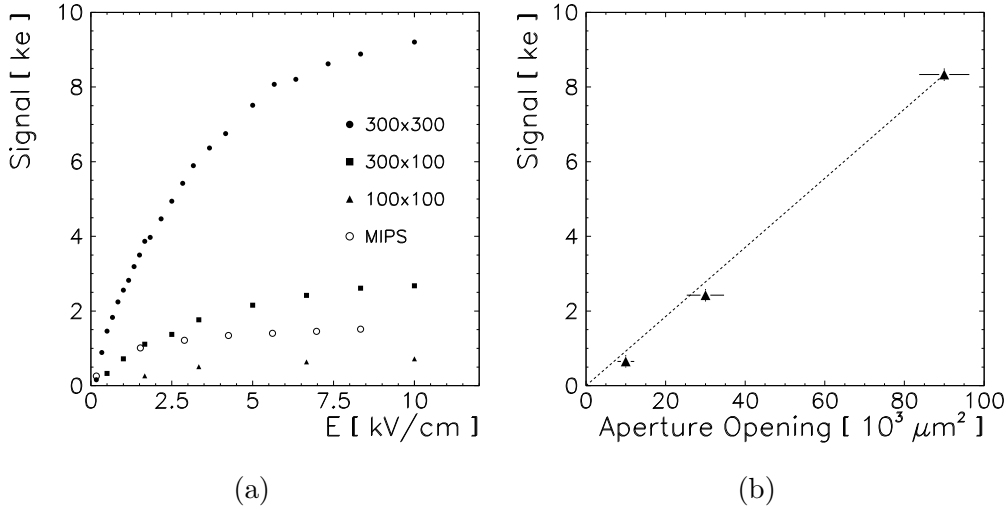 Signal [ ke]
10
8
6
4
2
0
0
2.5
5
7.5
10
E [ kV/cm]
300x300
300x100
100x100
MIPS
(a)
Signal [ ke]
10
8
6
4
2
0
0
20
40
60
80
100
Aperture Opening [ 10³ μm²]
(b)